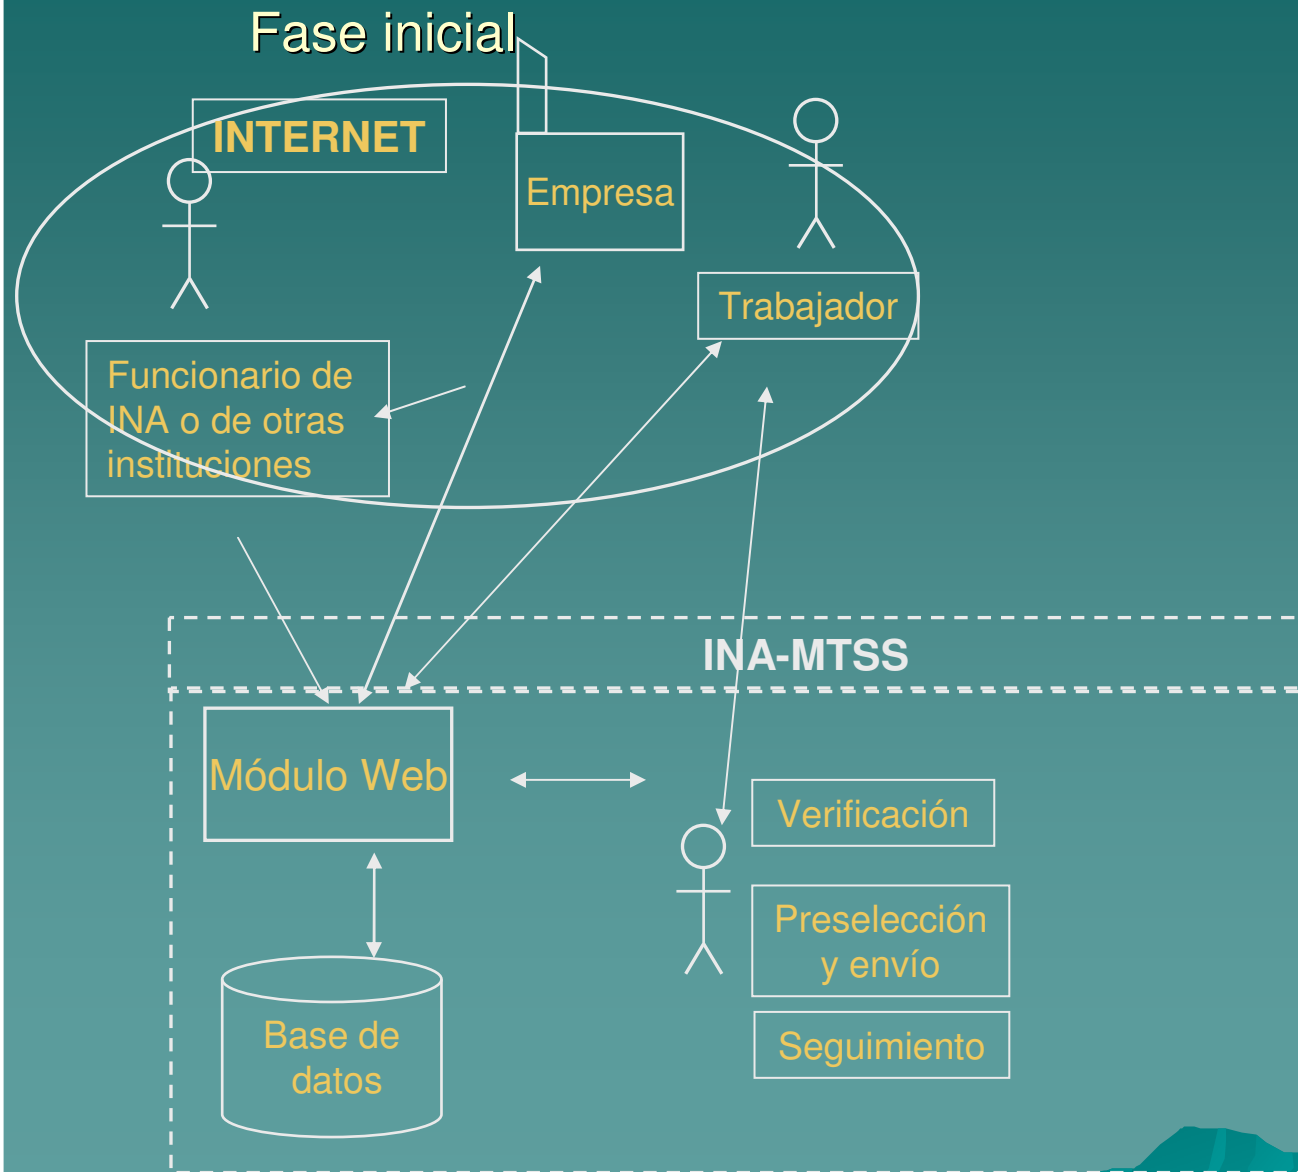 Fase inicial
INTERNET
Empresa
Trabajador
Funcionario de
INA o de otras
instituciones
INA-MTSS
Módulo Web
Verificación
Preselección
y envío
Seguimiento
Base de
datos